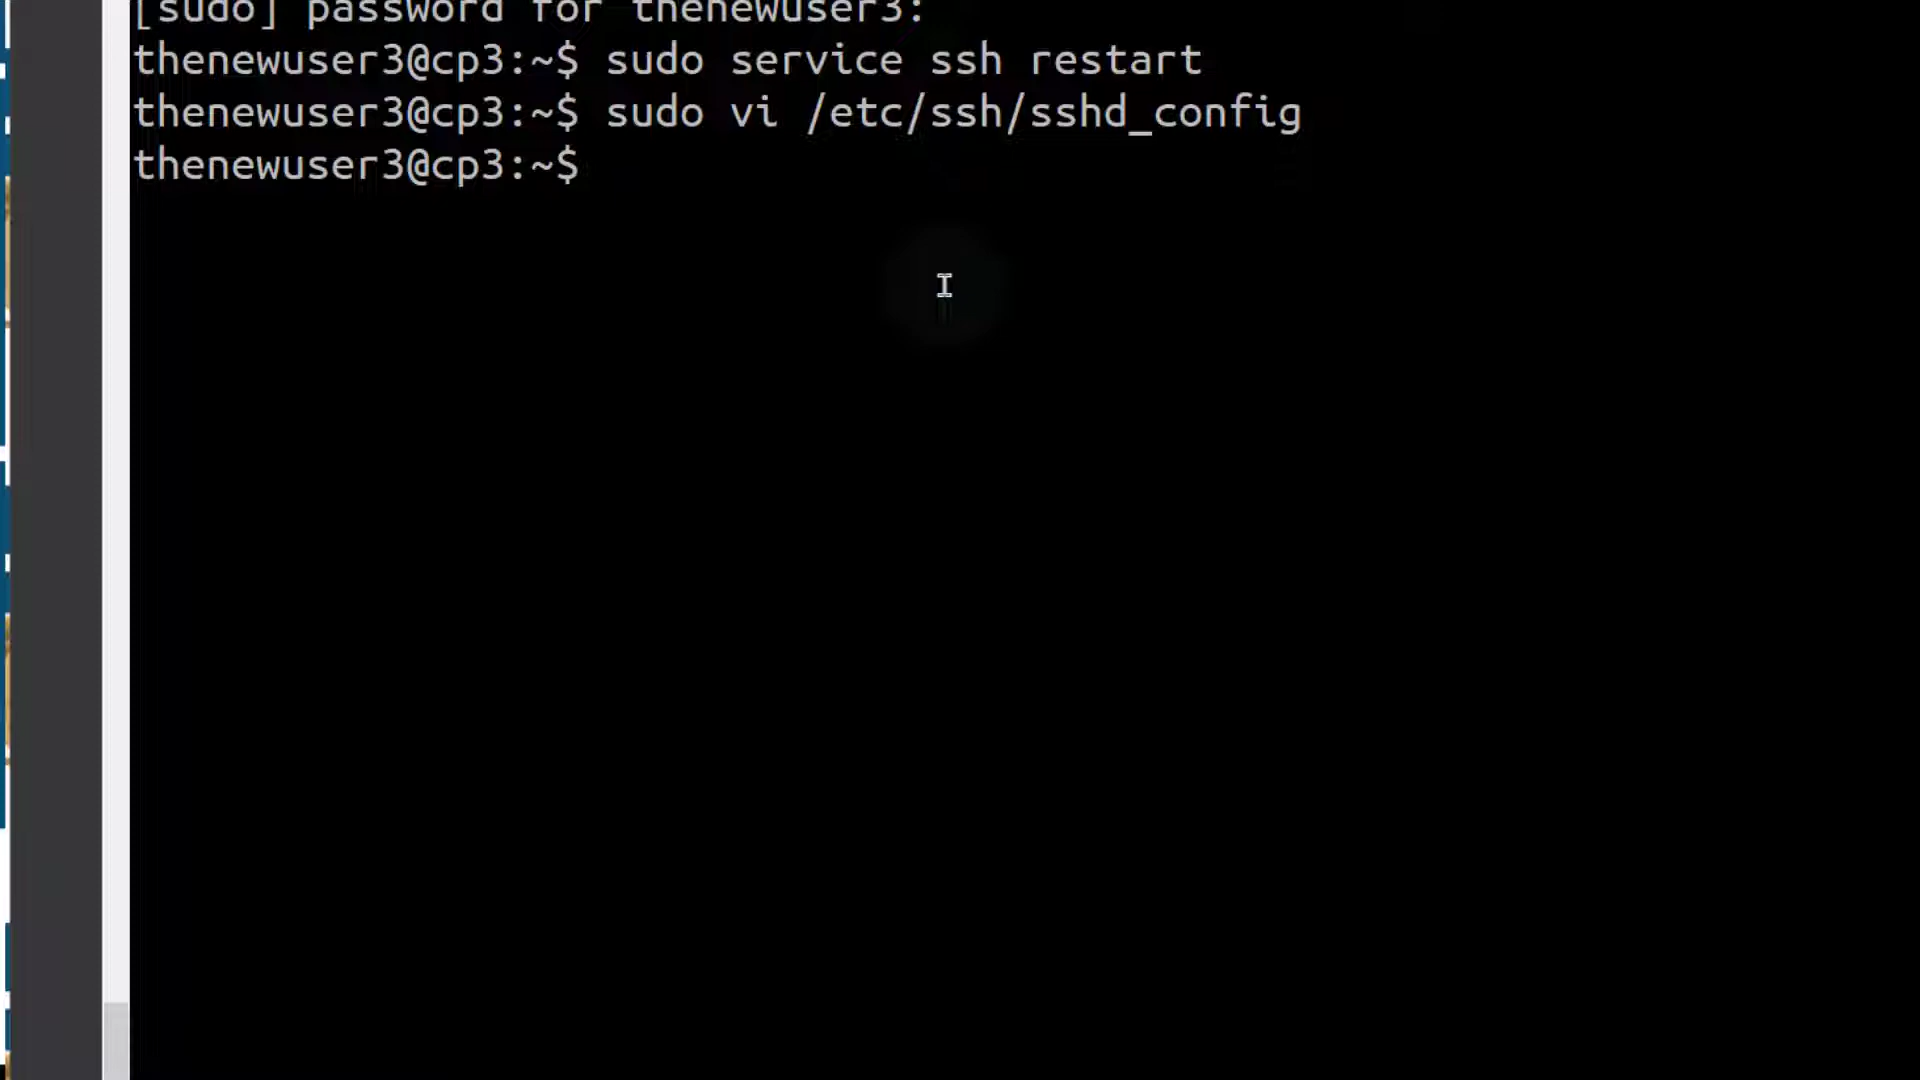 [sudo] password for thenewuser3:
thenewuser3@cp3:~$ sudo service ssh restart
thenewuser3@cp3:~$ sudo vi /etc/ssh/sshd_config
thenewuser3@cp3:~$